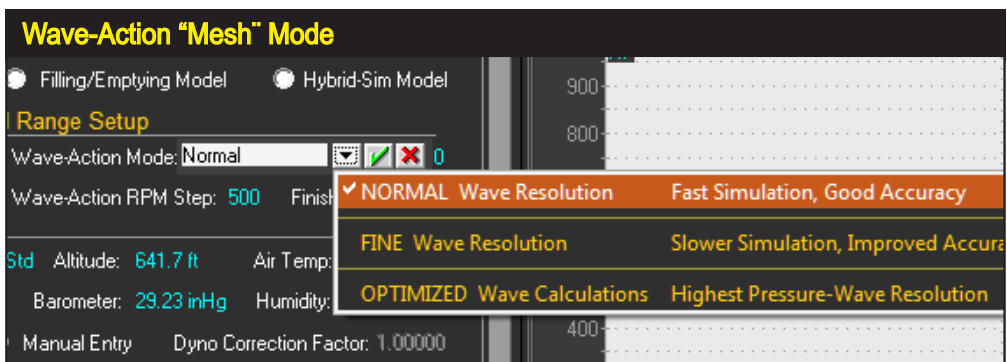 Wave-Action “Mesh¨ Mode
Filling/Emptying Model Hybrid-Sim Model
900
Range Setup
800
Wave-Action Mode: Normal 0
NORMAL Wave Resolution Fast Simulation, Good Accuracy
Wave-Action RPM Step: 500
FINE Wave Resolution Slower Simulation, Improved
Std Altitude: 641.7 ft Air Temp:
OPTIMIZED Wave Calculations Highest Pressure-Wave Resolution
Barometer: 29.23 inHg Humidity:
400
Manual Entry Dyno Correction Factor: 1.00000